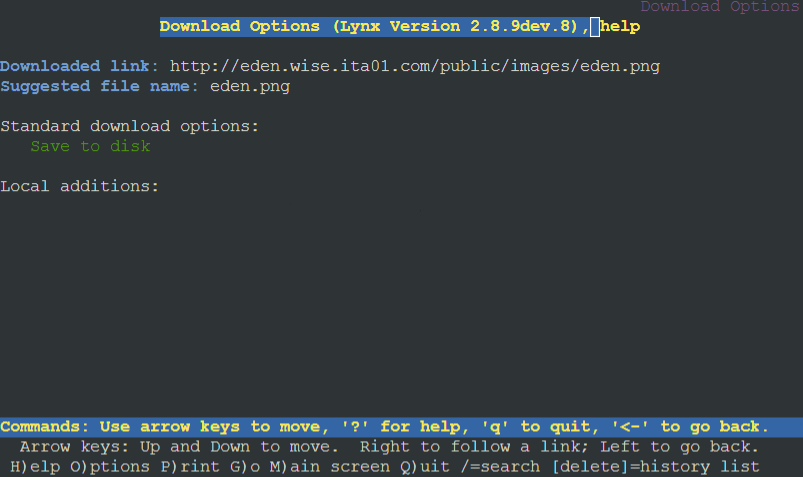 Download Options
Download Options (Lynx Version 2.8.9dev.8), help
Downloaded link: http://eden.wise.ita01.com/public/images/eden.png
Suggested file name: eden.png
Standard download options:
Save to disk
Local additions:
Commands: Use arrow keys to move, '?' for help, 'q' to quit, '<-' to go back.
Arrow keys: Up and Down to move. Right to follow a link; Left to go back.
H)elp O)ptions P)rint G)o M)ain screen Q)uit /=search [delete]=history list